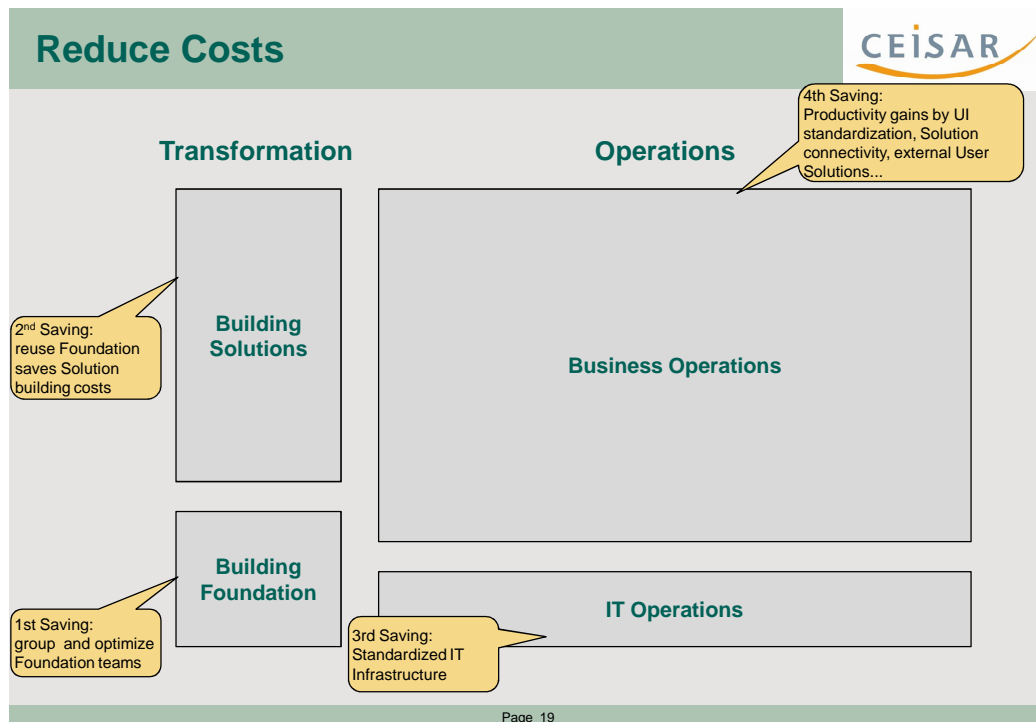 Reduce Costs
CEiSAR
4th Saving:
Productivity gains by UI
standardization, Solution
connectivity, external User
Solutions...
Transformation
Operations
2nd Saving:
reuse Foundation
saves Solution
building costs
Building
Solutions
Business Operations
Building
Foundation
1st Saving:
group and optimize
Foundation teams
IT Operations
3rd Saving:
Standardized IT
Infrastructure
Page 19